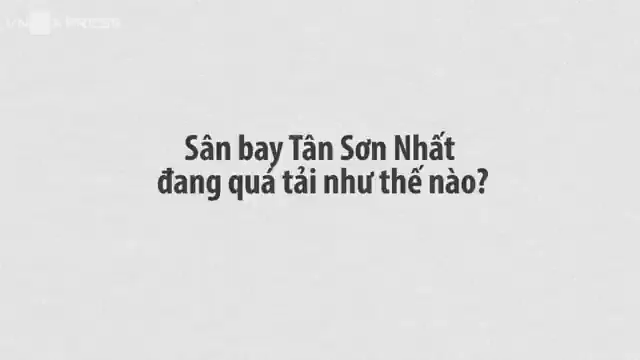 Sân bay Tân Sơn Nhất
đang quá tải như thế nào?